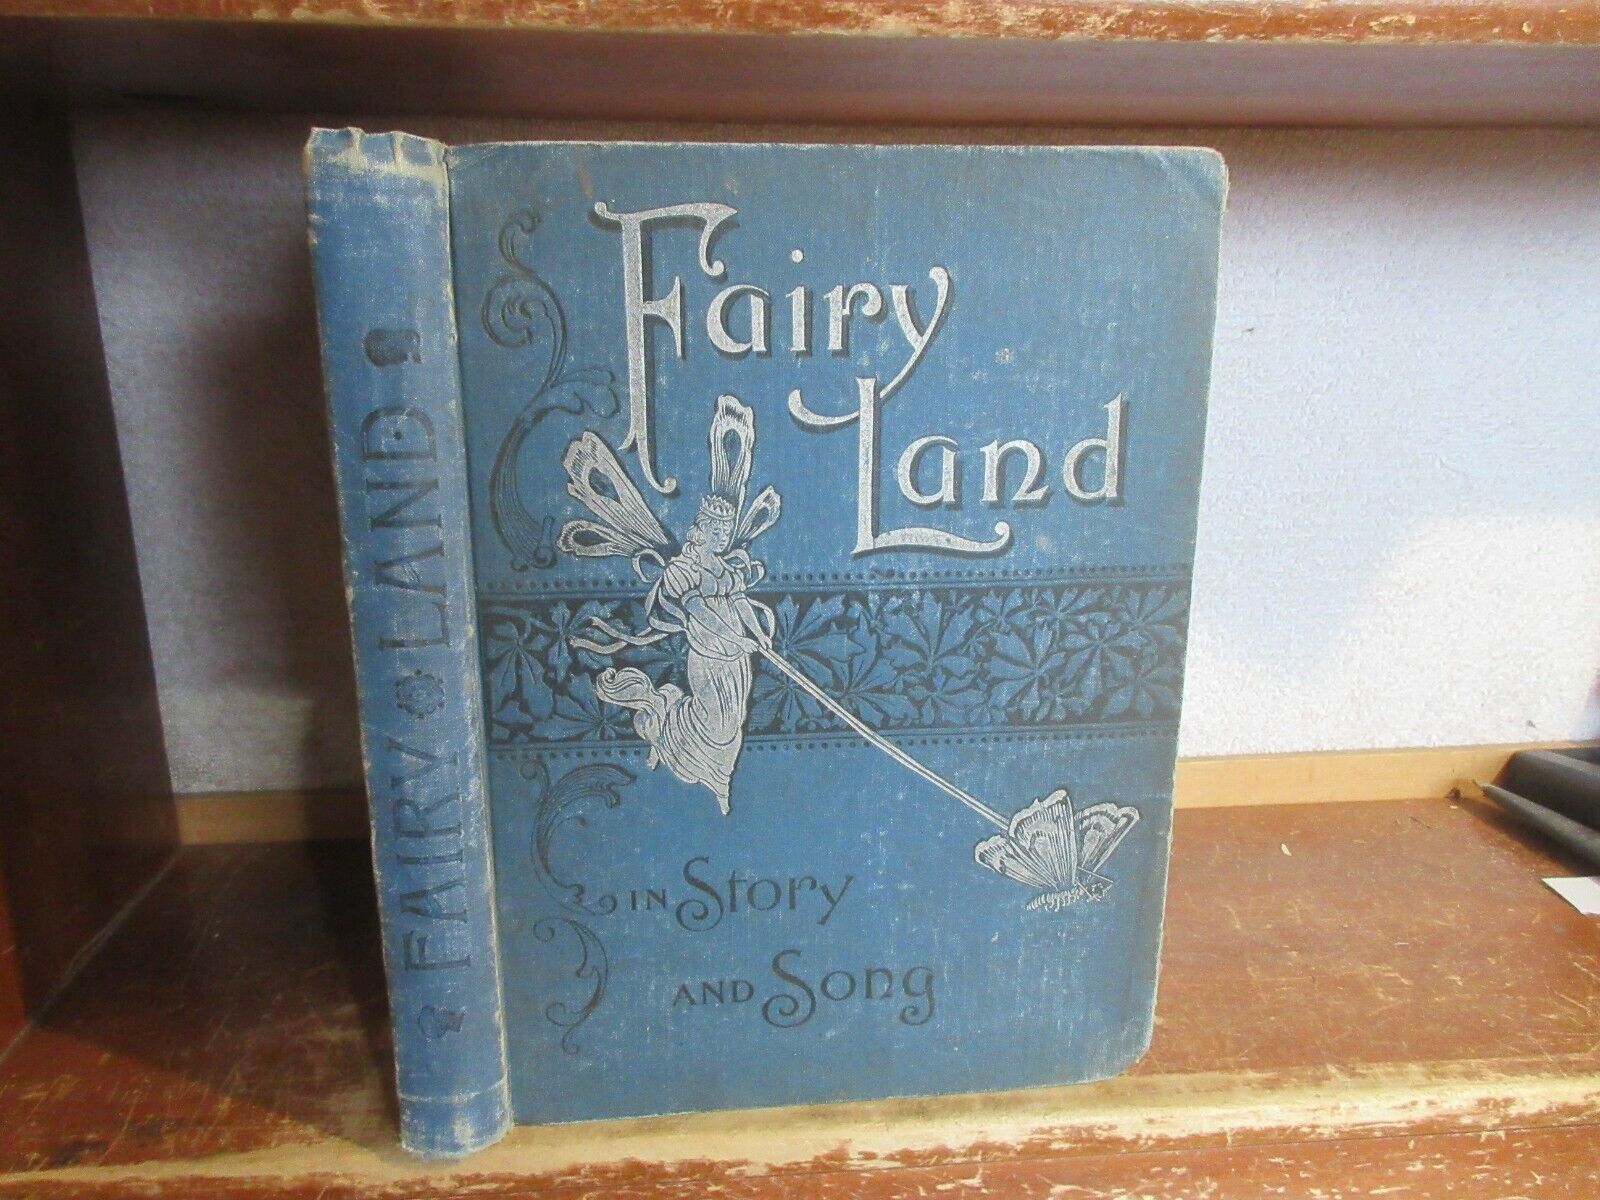 FAIRY LAND
Fairy
Land
IN Story
AND Song